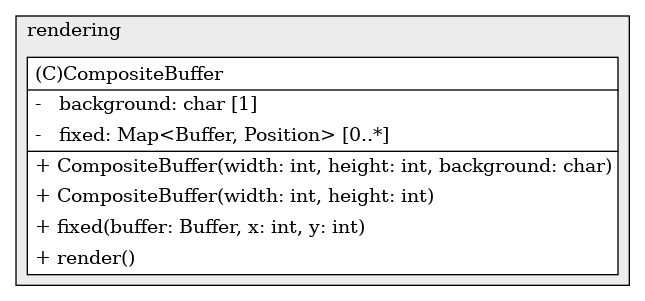 rendering
(C)CompositeBuffer
- background: char [1]
- fixed: Map<Buffer, Position> [0..*]
+ CompositeBuffer(width: int, height: int, background: char)
+ CompositeBuffer(width: int, height: int)
+ fixed(buffer: Buffer, x: int, y: int)
+ render()